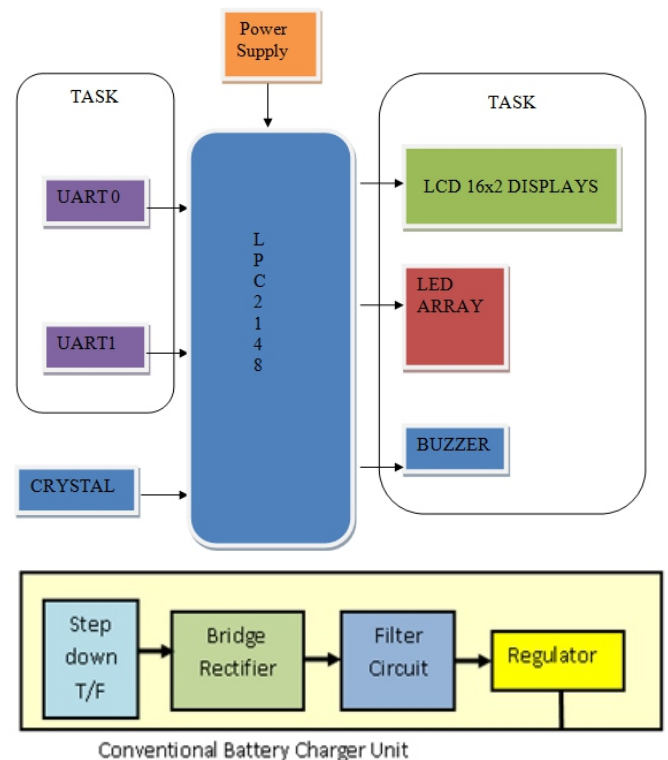 Power
Supply
TASK
TASK
UART 0
LCD 16x2 DISPLAYS
L
P
C
2
1
4
8
LED
ARRAY
UART1
BUZZER
CRYSTAL
Step
down
T/F
Bridge
Rectifier
Filter
Circuit
Regulator
Conventional Battery Charger Unit